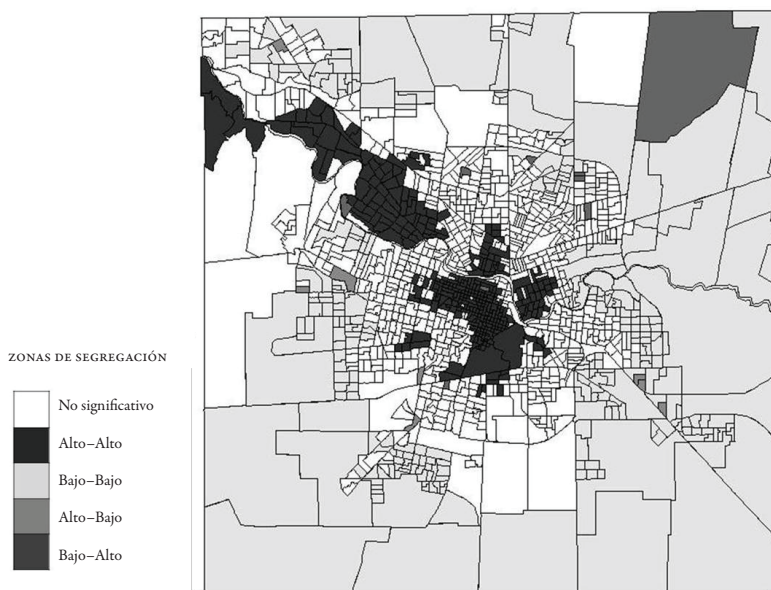 ZONAS DE SEGREGACIÓN
No significativo
Alto–Alto
Bajo–Bajo
Alto–Bajo
Bajo–Alto